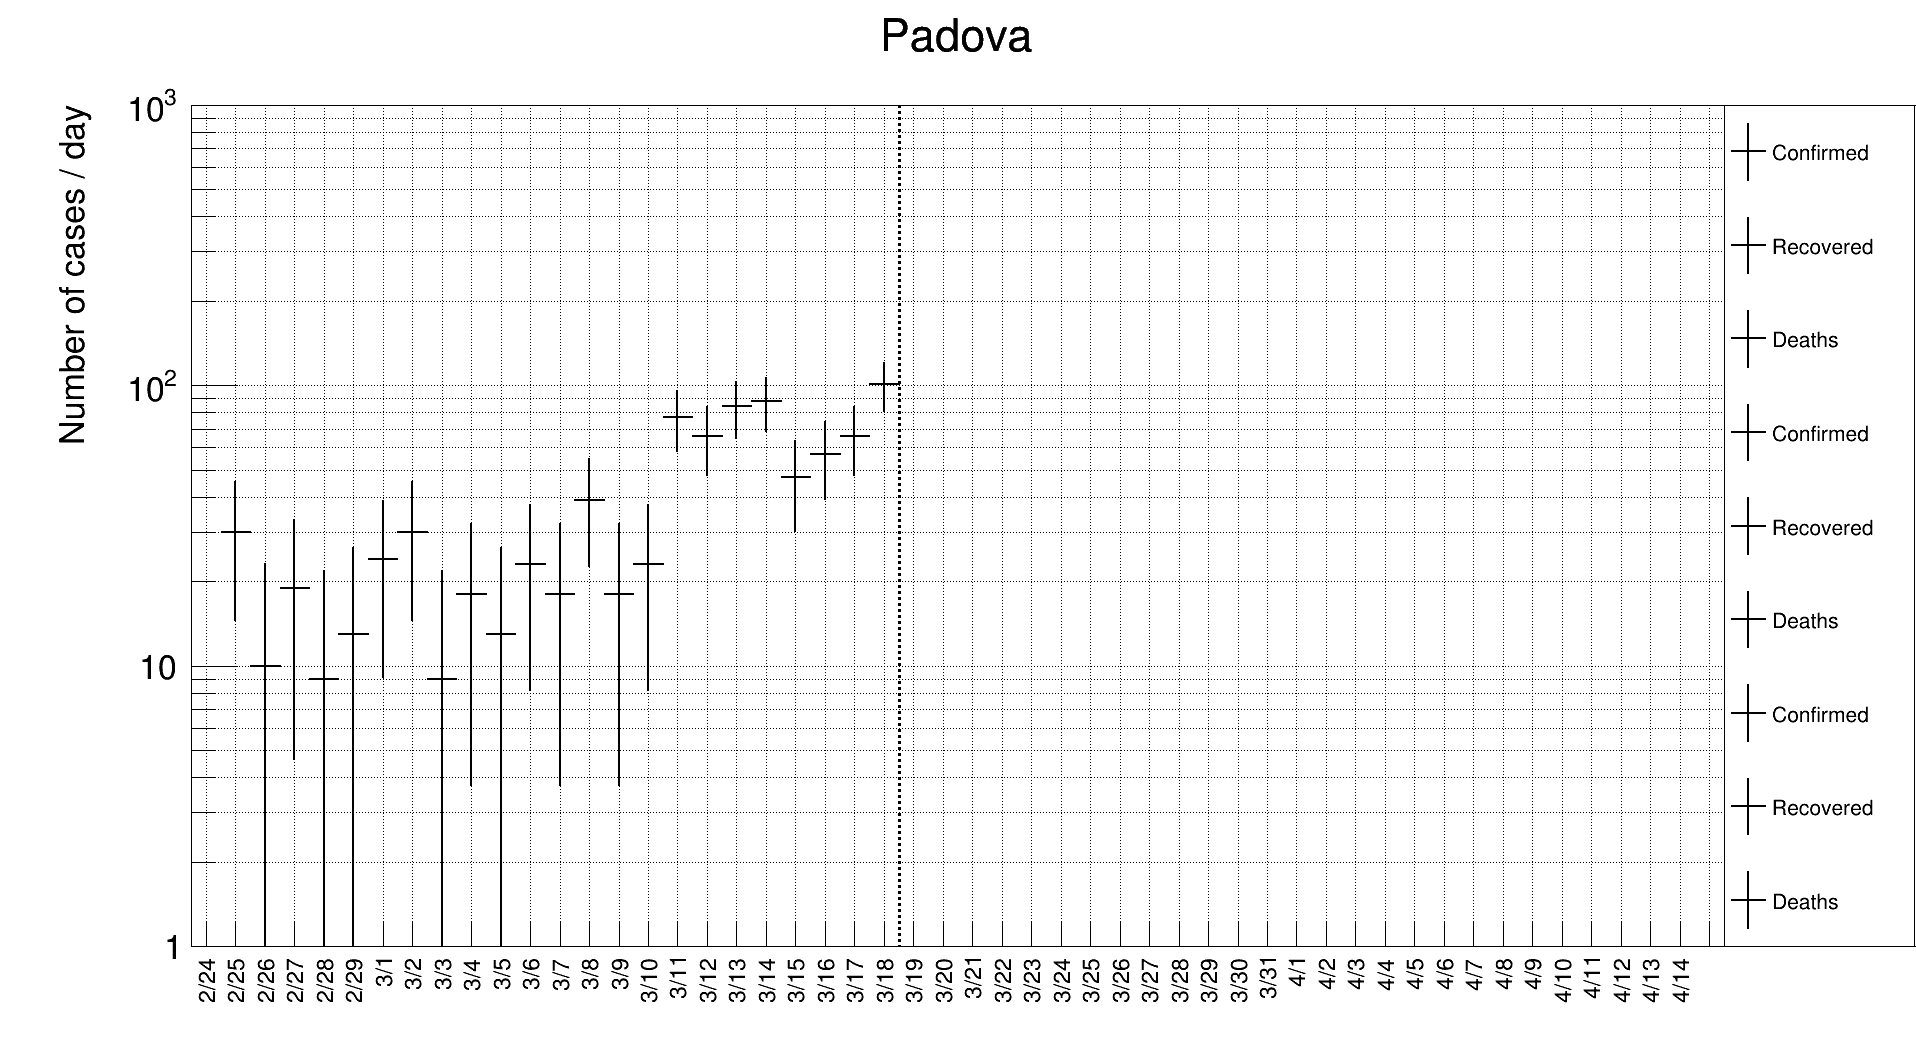 Padova
Number of cases / day
10³
10²
10
1
2/24 2/25 2/26 2/27 2/28 2/29 3/1 3/2 3/3 3/4 3/5 3/6 3/7 3/8 3/9 3/10 3/11 3/12 3/13 3/14 3/15 3/16 3/17 3/18 3/19 3/20 3/21 3/22 3/23 3/24 3/25 3/26 3/27 3/28 3/29 3/30 3/31 4/1 4/2 4/3 4/4 4/5 4/6 4/7 4/8 4/9 4/10 4/11 4/12 4/13 4/14
Confirmed
Recovered
Deaths
Confirmed
Recovered
Deaths
Confirmed
Recovered
Deaths